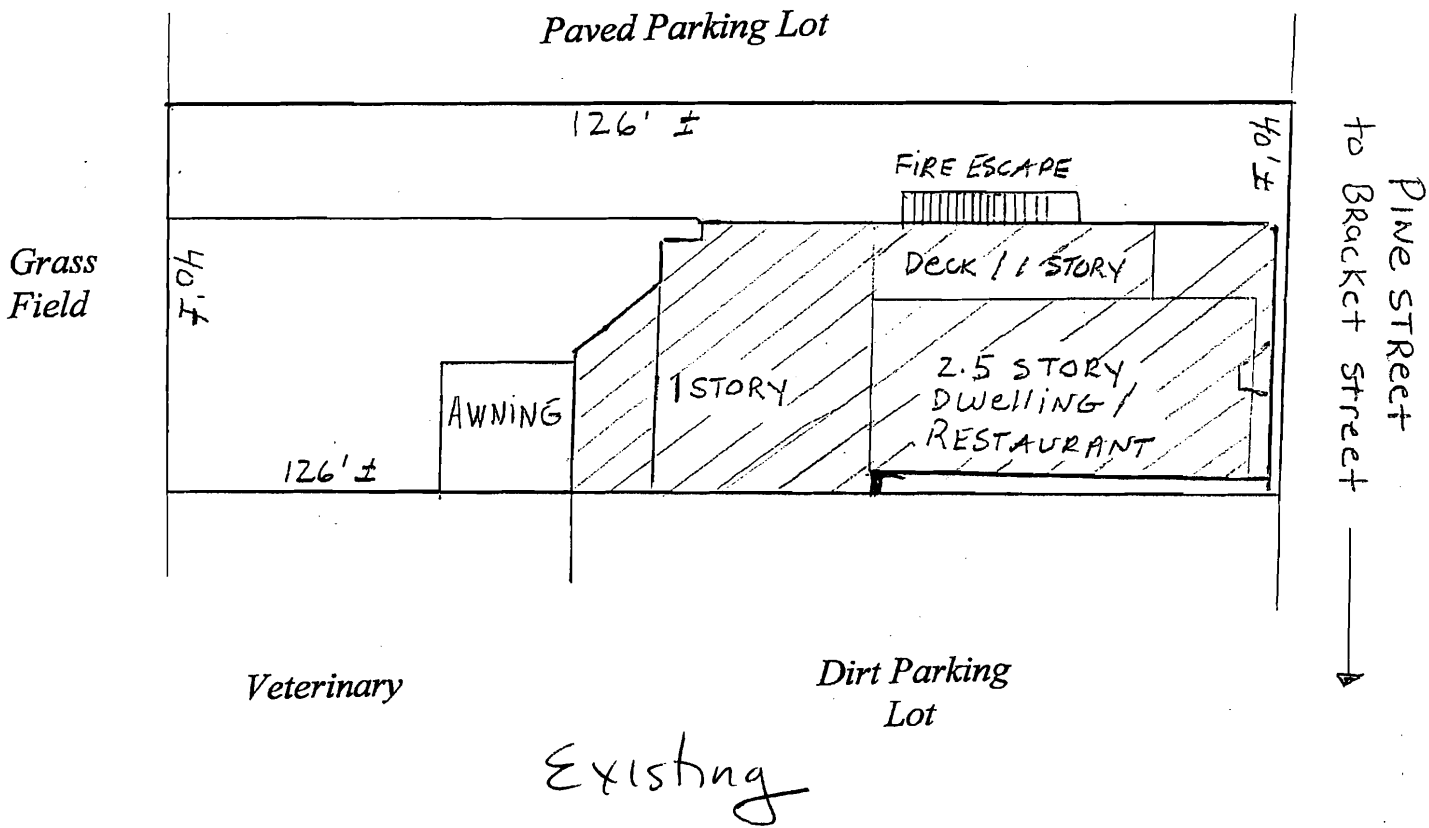 Paved Parking Lot
126' ±
40' ±
FIRE ESCAPE
to BRACKET Street
PINE STREET
Grass
Field
40' ±
DECK / 1 STORY
AWNING
1 STORY
2.5 STORY
DWELLING /
RESTAURANT
126' ±
Veterinary
Dirt Parking
Lot
Existing